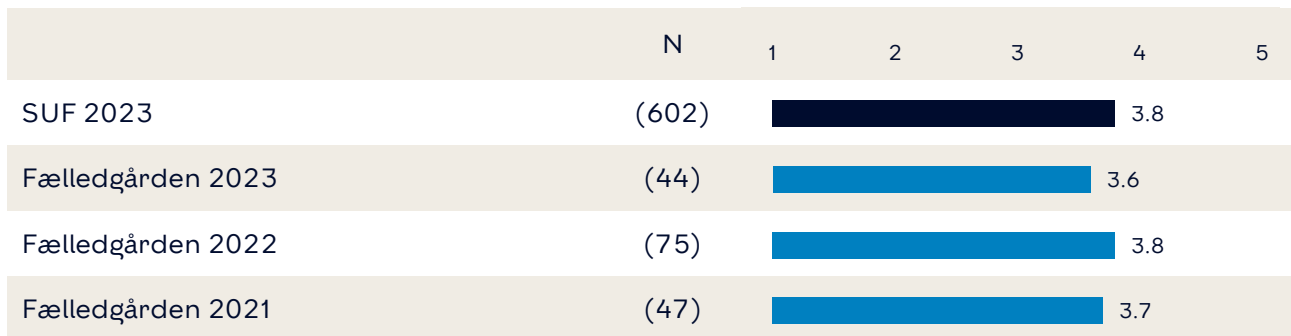 N 1 2 3 4 5
SUF 2023 (602) 3.8
Fælledgården 2023 (44) 3.6
Fælledgården 2022 (75) 3.8
Fælledgården 2021 (47) 3.7